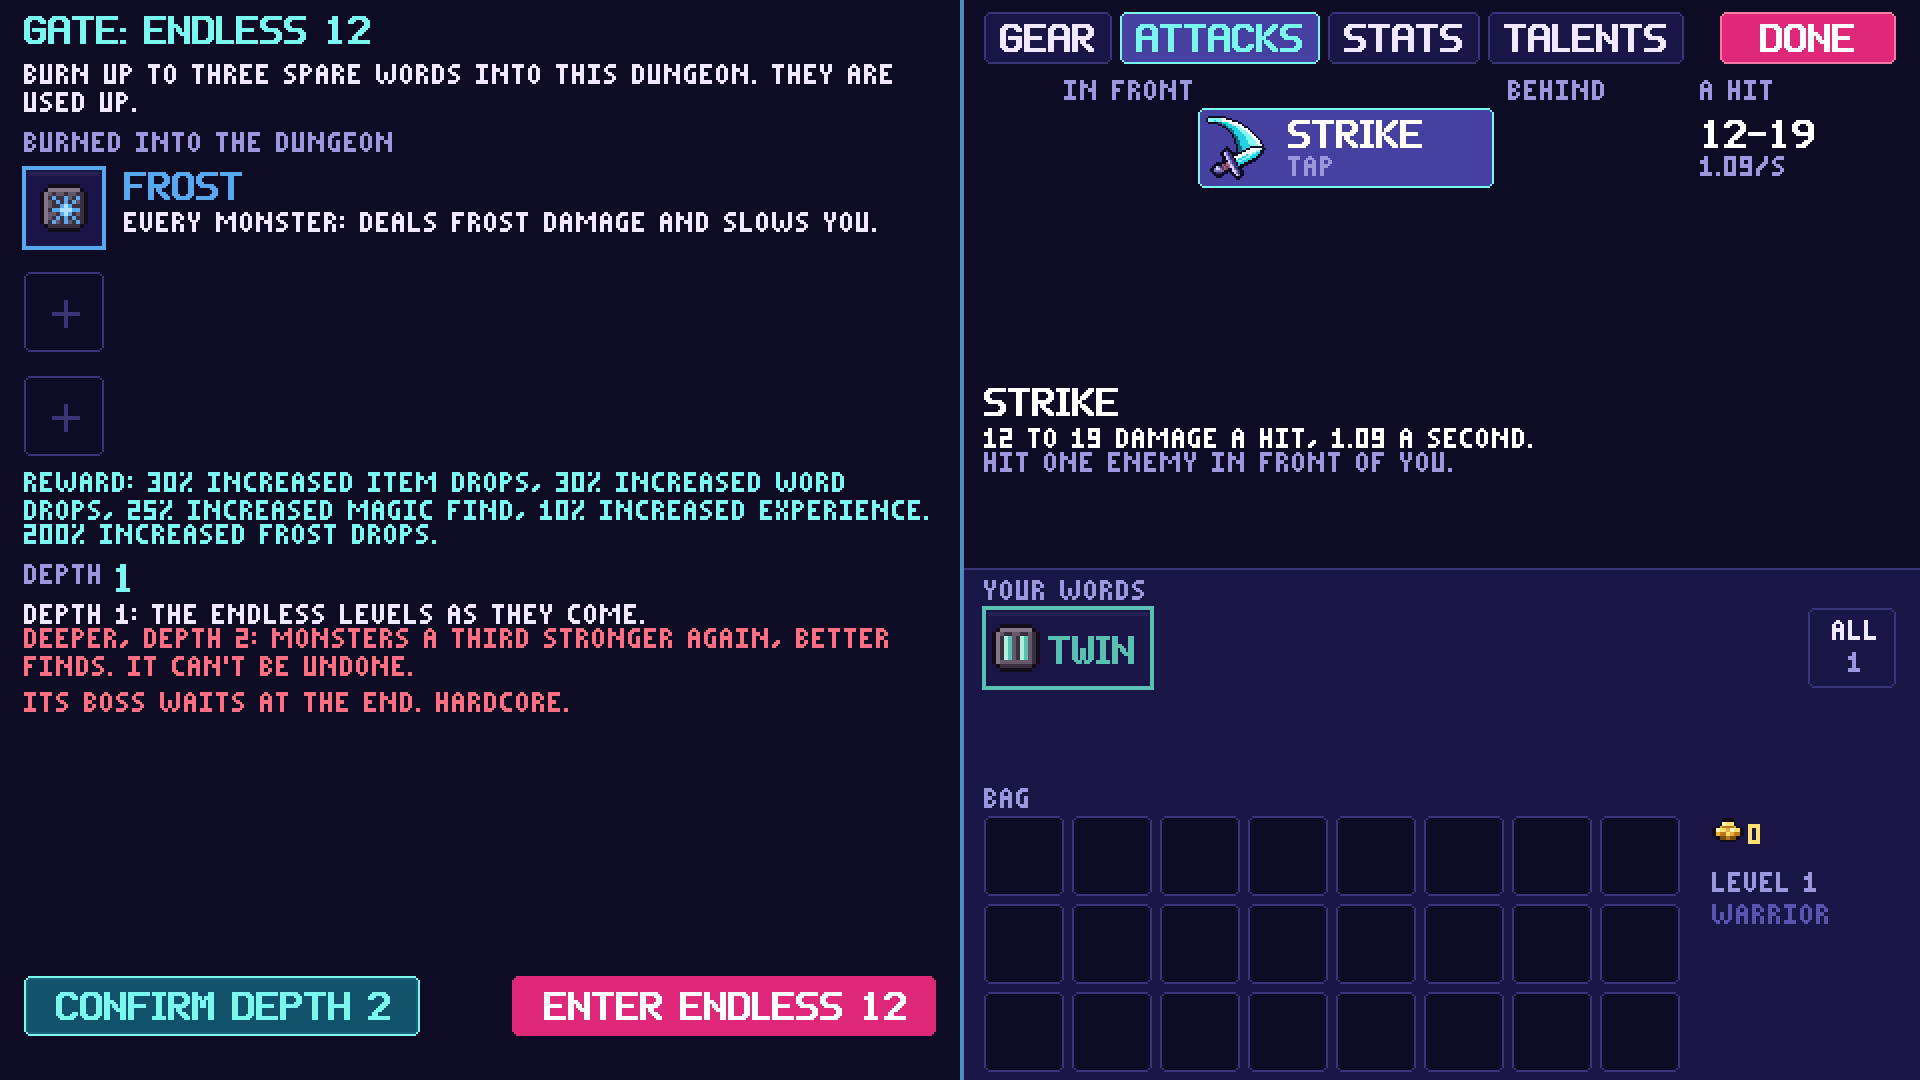 GATE: ENDLESS 12
BURN UP TO THREE SPARE WORDS INTO THIS DUNGEON. THEY ARE
USED UP.
BURNED INTO THE DUNGEON
FROST
EVERY MONSTER: DEALS FROST DAMAGE AND SLOWS YOU.
+
+
REWARD: 30% INCREASED ITEM DROPS, 30% INCREASED WORD
DROPS, 25% INCREASED MAGIC FIND, 10% INCREASED EXPERIENCE.
200% INCREASED FROST DROPS.
DEPTH 1
DEPTH 1: THE ENDLESS LEVELS AS THEY COME.
DEEPER, DEPTH 2: MONSTERS A THIRD STRONGER AGAIN, BETTER
FINDS. IT CAN'T BE UNDONE.
ITS BOSS WAITS AT THE END. HARDCORE.
CONFIRM DEPTH 2
ENTER ENDLESS 12
GEAR
ATTACKS
STATS
TALENTS
DONE
IN FRONT
BEHIND
A HIT
STRIKE
TAP
12-19
1.09/S
STRIKE
12 TO 19 DAMAGE A HIT, 1.09 A SECOND.
HIT ONE ENEMY IN FRONT OF YOU.
YOUR WORDS
TWIN
ALL
1
BAG
0
LEVEL 1
WARRIOR